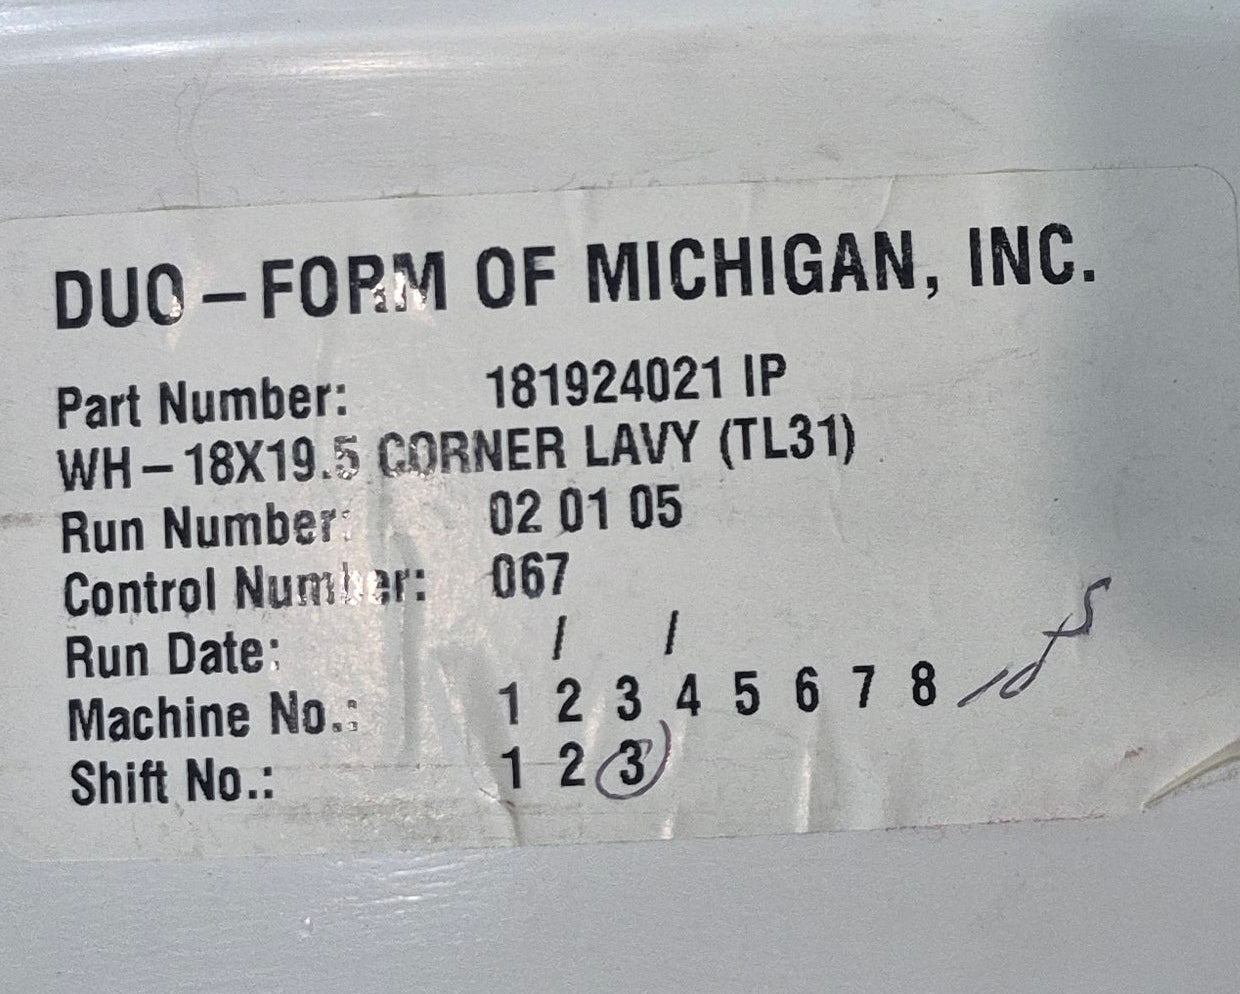 DUO – FORM OF MICHIGAN, INC.
Part Number: 181924021 IP
WH – 18X19.5 CORNER LAVY (TL31)
Run Number: 02 01 05
Control Number: 067
Run Date: / /
Machine No.: 1 2 3 4 5 6 7 8
Shift No.: 1 2 3